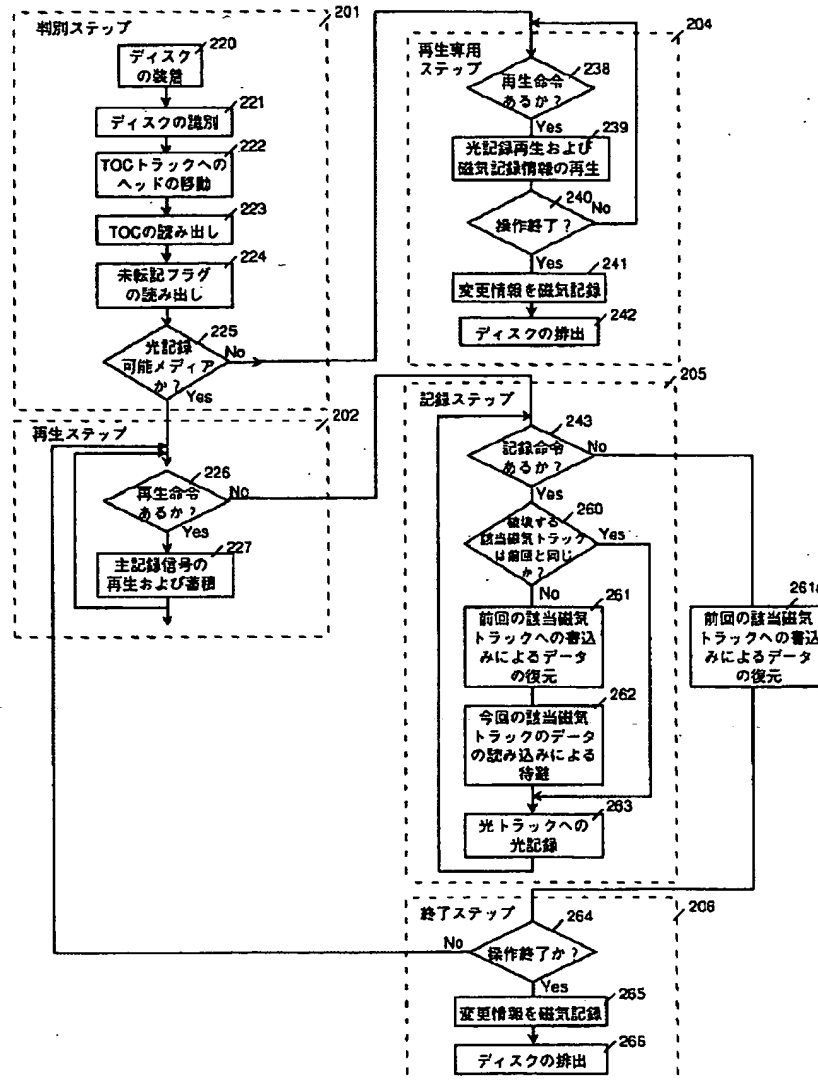 判別ステップ
201
220
ディスク
の装着
221
ディスクの識別
222
TOCトラックへの
ヘッドの移動
223
TOCの読み出し
224
未転記フラグ
の読み出し
225
光記録
可能メディア
か?
No
Yes
202
再生ステップ
226
再生命令
あるか?
No
Yes
227
主記録信号の
再生および蓄積
204
再生専用
ステップ
238
再生命令
あるか?
Yes
239
光記録再生および
磁気記録情報の再生
240
No
操作終了?
Yes
241
変更情報を磁気記録
242
ディスクの排出
205
記録ステップ
243
記録命令
あるか?
No
Yes
260
破壊する
該当磁気トラック
は前回と同じ
か?
Yes
No
261
前回の該当磁気
トラックへの書込
みによるデータ
の復元
262
今回の該当磁気
トラックのデータ
の読み込みによる
待避
263
光トラックへの
光記録
261a
前回の該当磁気
トラックへの書込
みによるデータ
の復元
206
終了ステップ
264
No
操作終了か?
Yes
265
変更情報を磁気記録
266
ディスクの排出